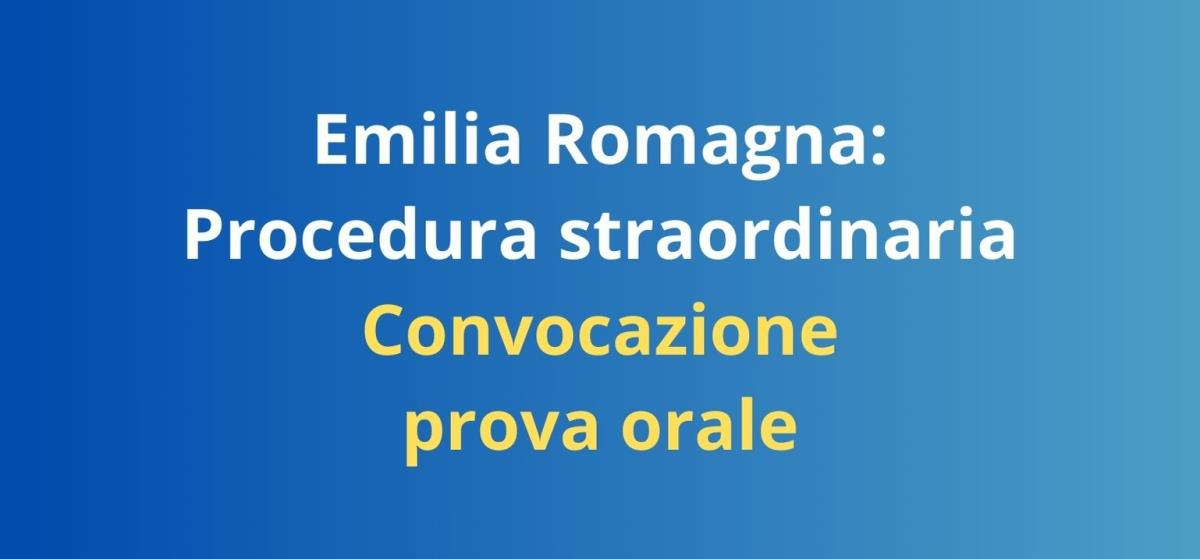 Emilia Romagna:
Procedura straordinaria
Convocazione
prova orale